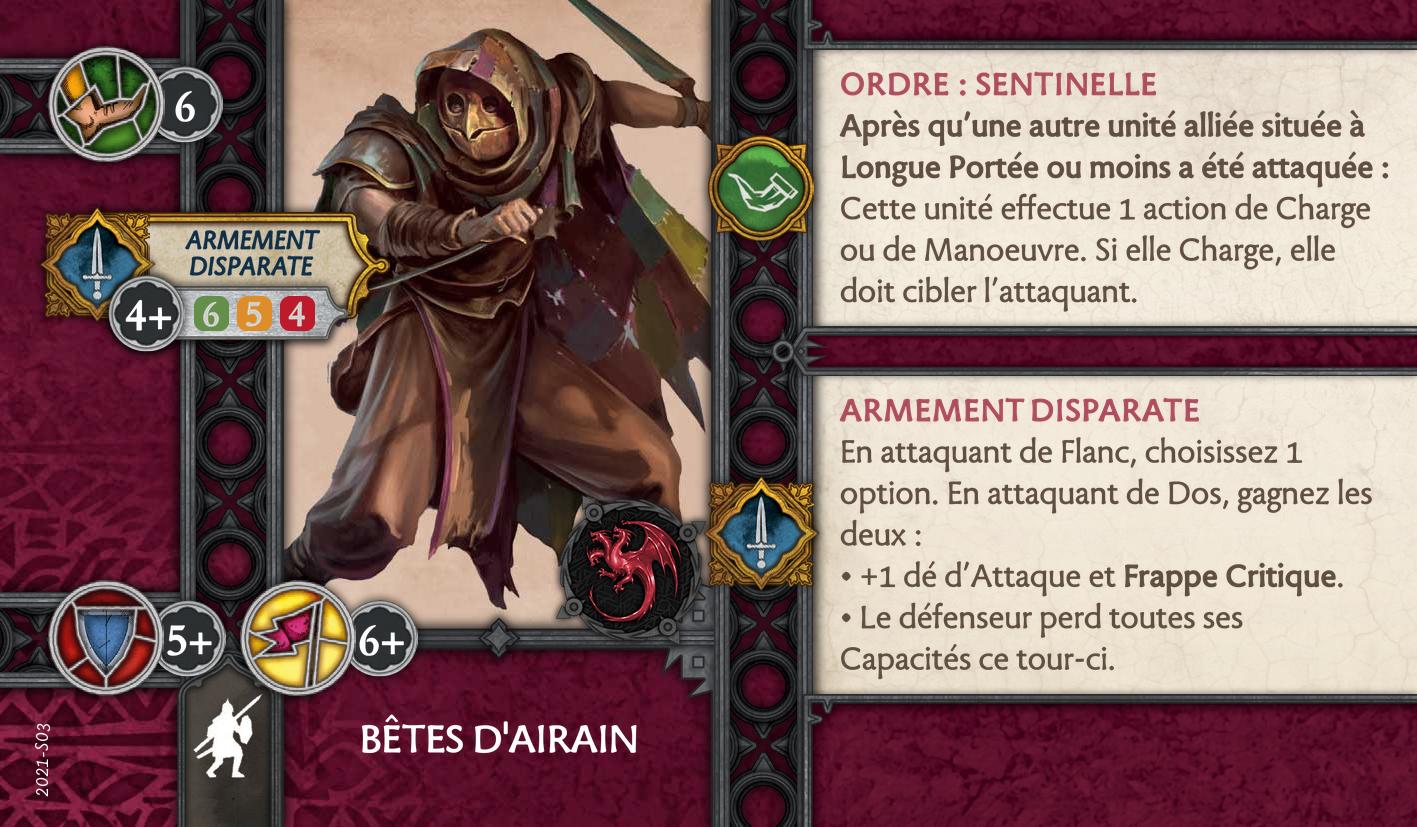 6
ARMEMENT
DISPARATE
4+ 6 5 4
5+ 6+
BÊTES D'AIRAIN
2021-S03
ORDRE : SENTINELLE
Après qu’une autre unité alliée située à
Longue Portée ou moins a été attaquée :
Cette unité effectue 1 action de Charge
ou de Manoeuvre. Si elle Charge, elle
doit cibler l’attaquant.
ARMEMENT DISPARATE
En attaquant de Flanc, choisissez 1
option. En attaquant de Dos, gagnez les
deux :
• +1 dé d’Attaque et Frappe Critique.
• Le défenseur perd toutes ses
Capacités ce tour-ci.